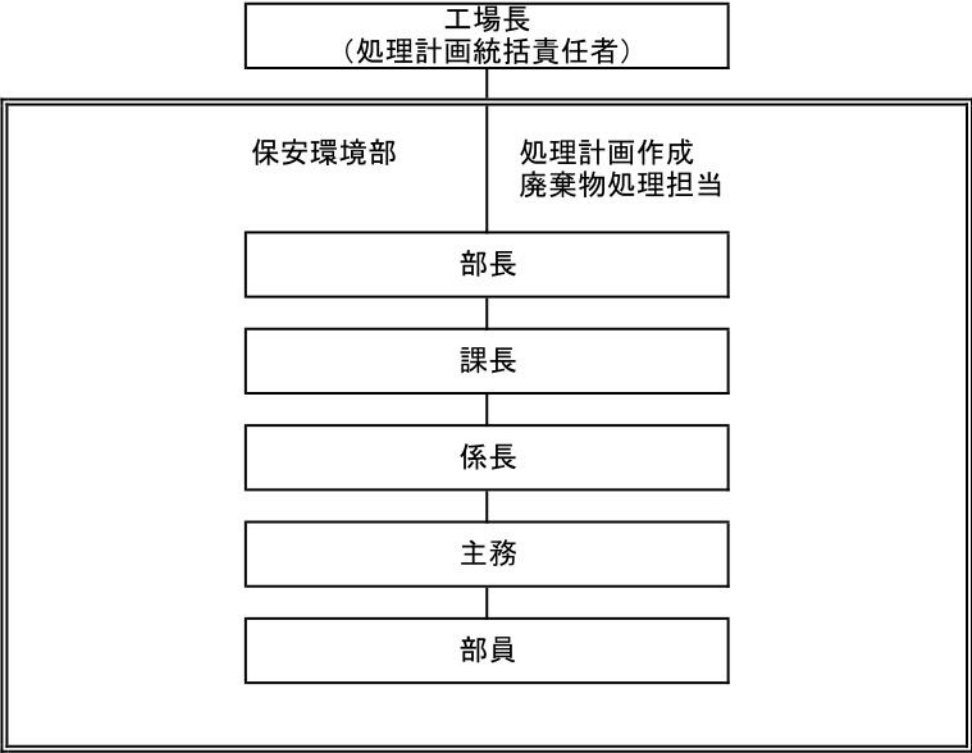 工場長
（処理計画統括責任者）
保安環境部
処理計画作成
廃棄物処理担当
部長
課長
係長
主務
部員